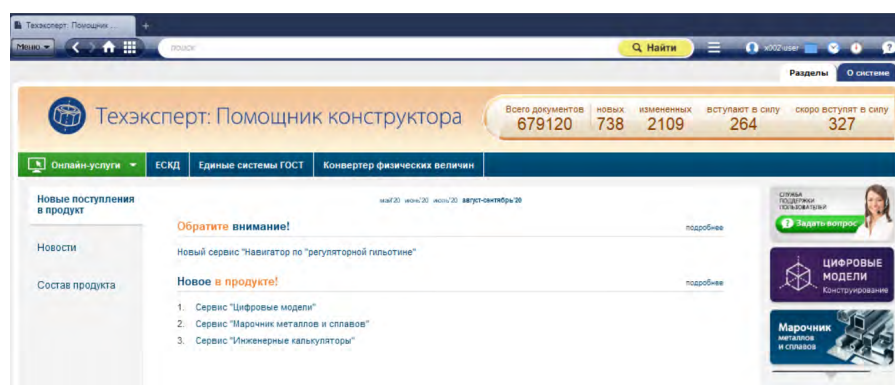 Техэксперт: Помощник ...
Меню
поиск
Найти
x002-user
Разделы
О системе
Техэксперт: Помощник конструктора
Всего документов
679120
новых
738
измененных
2109
вступают в силу
264
скоро вступят в силу
327
Онлайн-услуги
ЕСКД
Единые системы ГОСТ
Конвертер физических величин
Новые поступления
в продукт
Новости
Состав продукта
май'20 июнь'20 июль'20 август-сентябрь'20
Обратите внимание!
подробнее
Новый сервис "Навигатор по "регуляторной гильотине"
Новое в продукте!
подробнее
1. Сервис "Цифровые модели"
2. Сервис "Марочник металлов и сплавов"
3. Сервис "Инженерные калькуляторы"
СЛУЖБА
ПОДДЕРЖКИ
ПОЛЬЗОВАТЕЛЕЙ
? Задать вопрос
ЦИФРОВЫЕ
МОДЕЛИ
Конструирование
Марочник
металлов
и сплавов